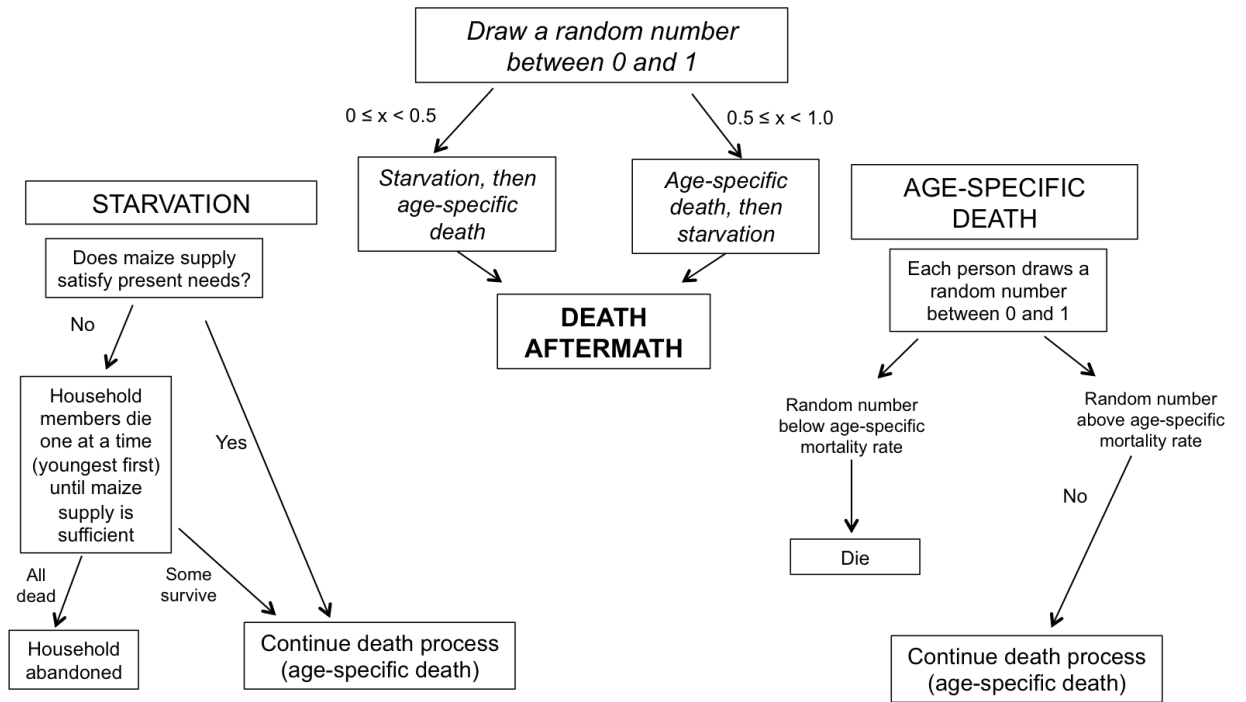 Draw a random number
between 0 and 1
0 ≤ x < 0.5
0.5 ≤ x < 1.0
Starvation, then
age-specific
death
Age-specific
death, then
starvation
DEATH
AFTERMATH
STARVATION
Does maize supply
satisfy present needs?
No
Yes
Household
members die
one at a time
(youngest first)
until maize
supply is
sufficient
All
dead
Some
survive
Household
abandoned
Continue death process
(age-specific death)
AGE-SPECIFIC
DEATH
Each person draws a
random number
between 0 and 1
Random number
below age-specific
mortality rate
Random number
above age-specific
mortality rate
No
Die
Continue death process
(age-specific death)